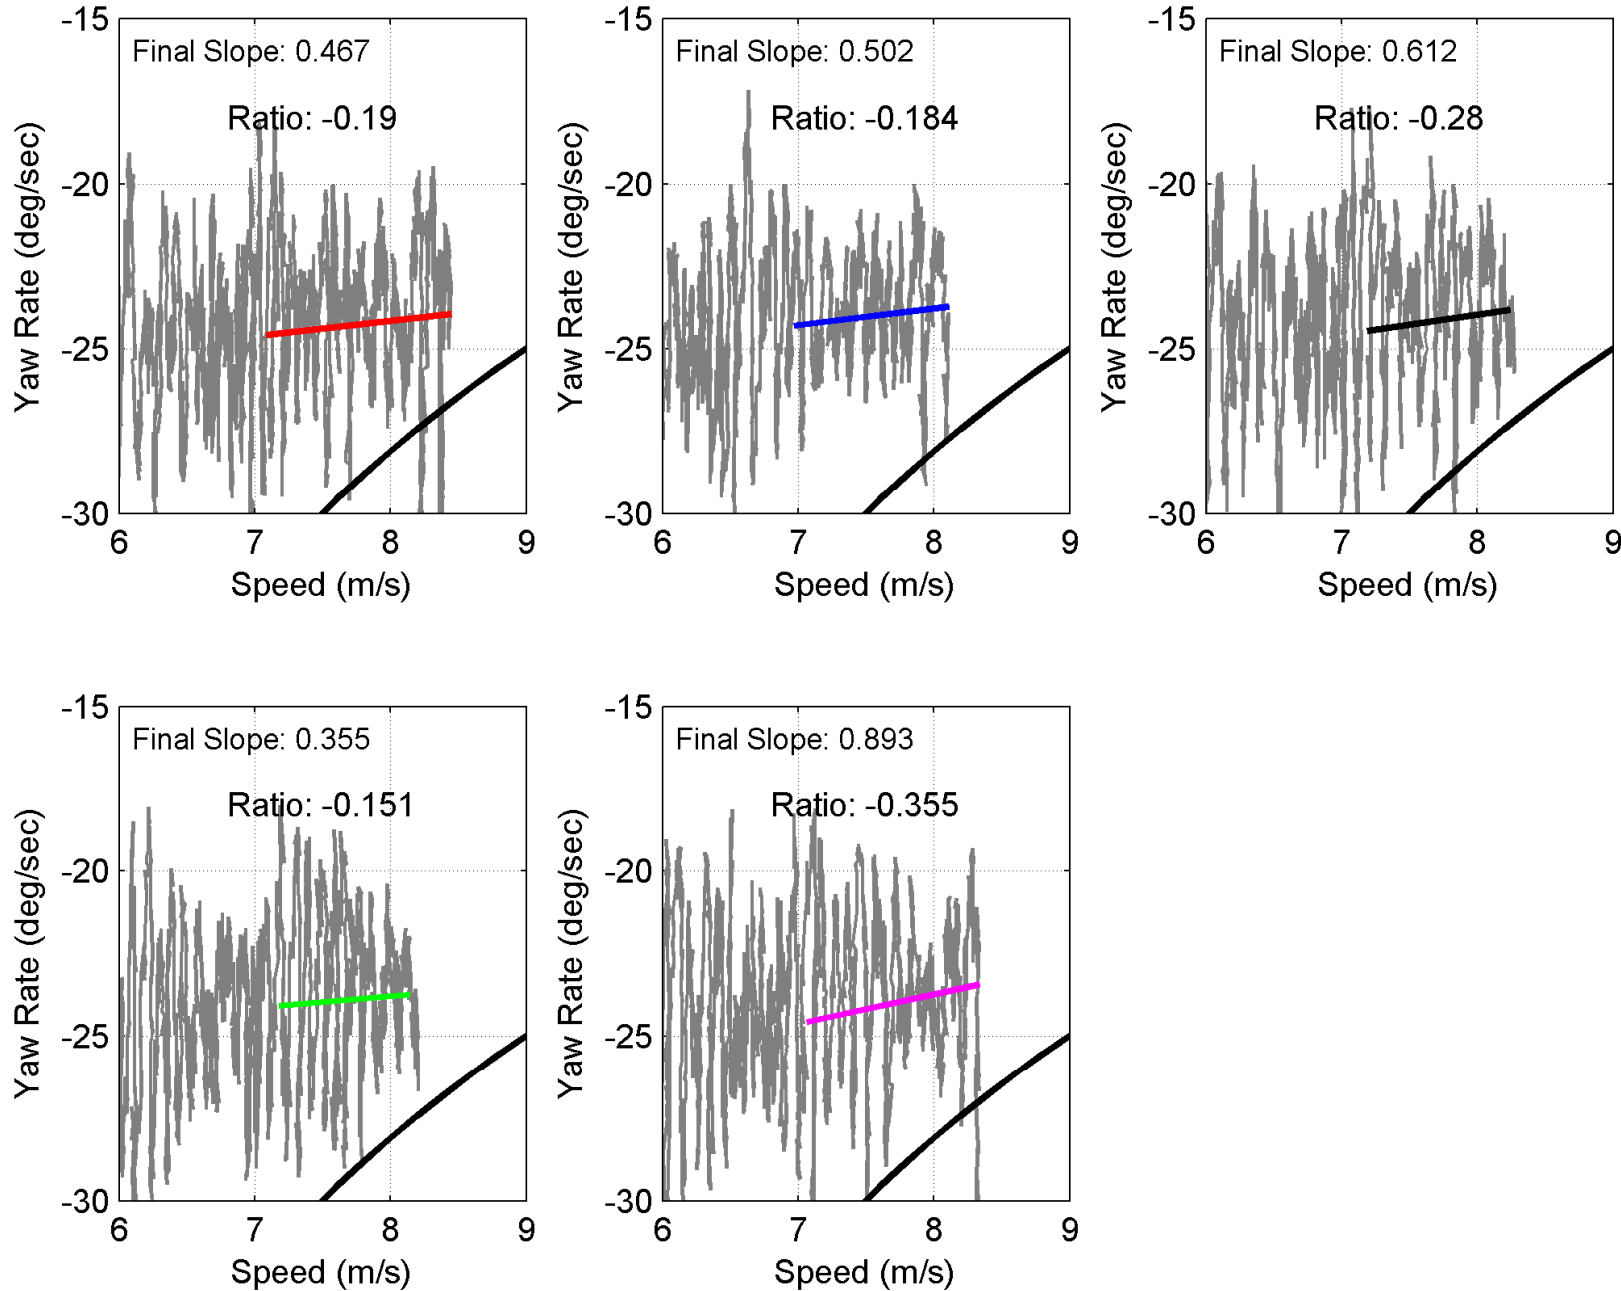 -15
-20
-25
-30
Yaw Rate (deg/sec)
Final Slope: 0.467
Ratio: -0.19
6 7 8 9
Speed (m/s)
-15
-20
-25
-30
Yaw Rate (deg/sec)
Final Slope: 0.502
Ratio: -0.184
6 7 8 9
Speed (m/s)
-15
-20
-25
-30
Yaw Rate (deg/sec)
Final Slope: 0.612
Ratio: -0.28
6 7 8 9
Speed (m/s)
-15
-20
-25
-30
Yaw Rate (deg/sec)
Final Slope: 0.355
Ratio: -0.151
6 7 8 9
Speed (m/s)
-15
-20
-25
-30
Yaw Rate (deg/sec)
Final Slope: 0.893
Ratio: -0.355
6 7 8 9
Speed (m/s)